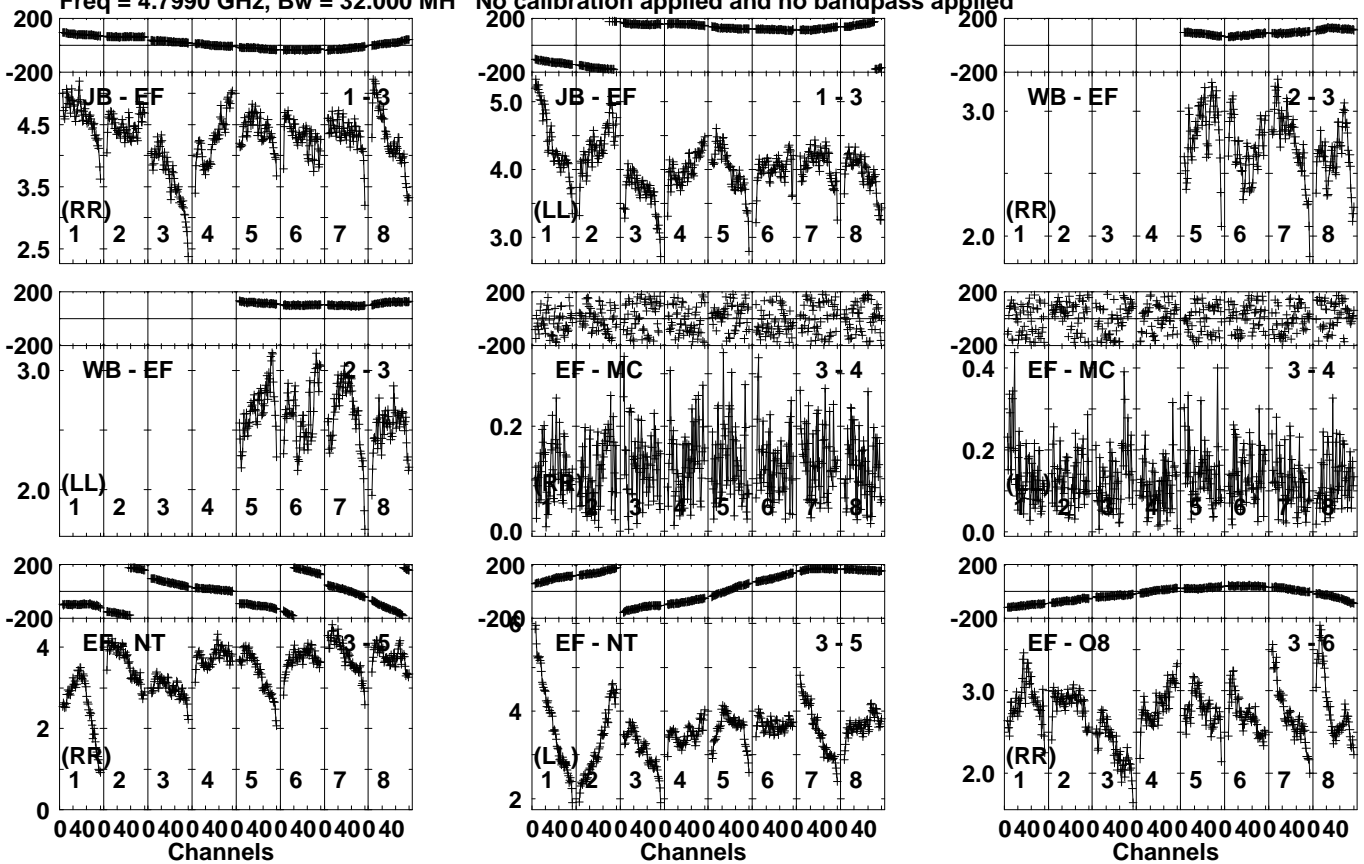 Freq = 4.7990 GHz, Bw = 32.000 MH No calibration applied and no bandpass applied
200 200 200
-200 -200 -200
JB - EF 1 - 3 JB - EF 1 - 3 WB - EF 2 - 3
4.5 5.0 3.0
3.5 4.0
(RR) (LL) (RR)
1 2 3 4 5 6 7 8 1 2 3 4 5 6 7 8 1 2 3 4 5 6 7 8
2.5 3.0 2.0
200 200 200
-200 -200 -200
WB - EF 2 - 3 EF - MC 3 - 4 EF - MC 3 - 4
3.0 0.4
0.2 0.2
2.0 (LL) (RR)
1 2 3 4 5 6 7 8 1 2 3 4 5 6 7 8 1 2 3 4 5 6 7 8
0.0 0.0
200 200 200
-200 -200 -200
6
EF - NT 3 - 5 EF - NT 3 - 5 EF - O8 3 - 6
4 4 3.0
2
(RR) (LL) (RR)
1 2 3 4 5 6 7 8 1 2 3 4 5 6 7 8 1 2 3 4 5 6 7 8
0 2 2.0
0 40 0 40 0 40 0 40 0 40 0 40 0 40 0 40 0 40 0 40 0 40 0 40 0 40 0 40 0 40 0 40 0 40 0 40 0 40 0 40 0 40 0 40 0 40 0 40
Channels Channels Channels